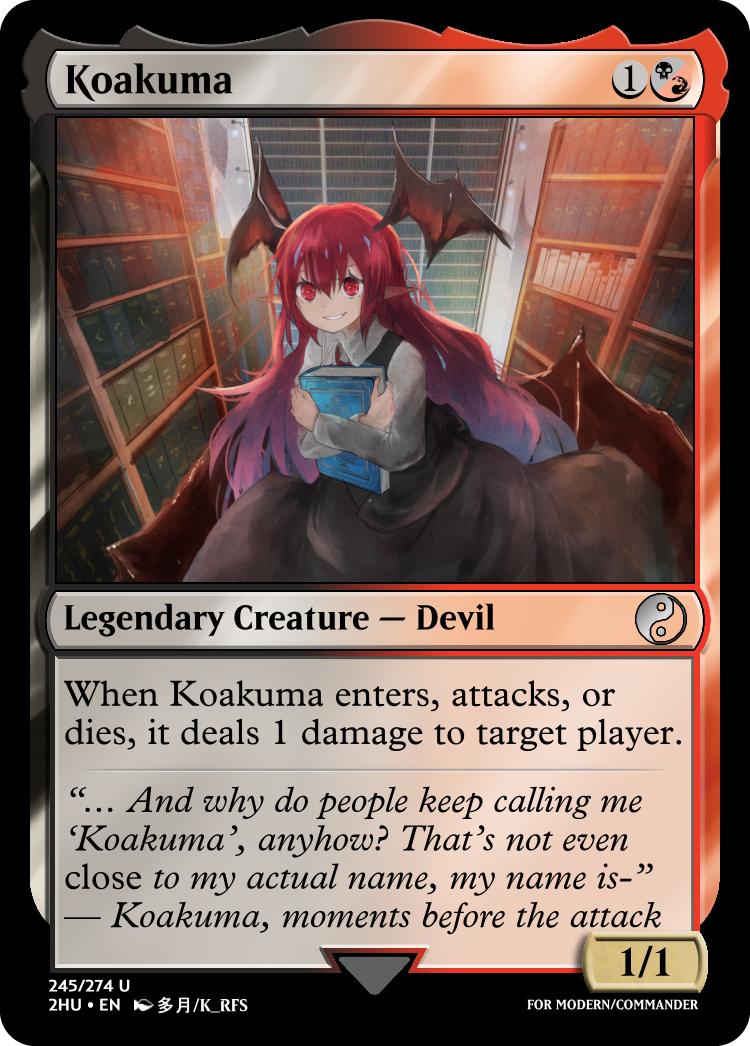 Koakuma 1
Legendary Creature — Devil
When Koakuma enters, attacks, or
dies, it deals 1 damage to target player.
“... And why do people keep calling me
‘Koakuma’, anyhow? That’s not even
close to my actual name, my name is-”
— Koakuma, moments before the attack
1/1
245/274 U
2HU • EN 多月/K_RFS
FOR MODERN/COMMANDER